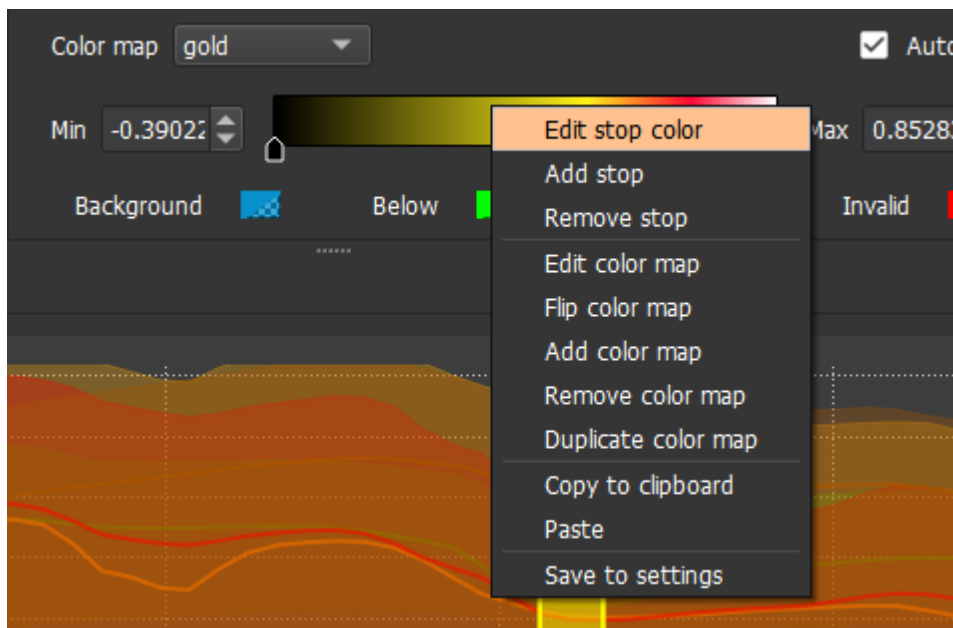 Color map gold Auto
Min -0.39022 Max 0.8528
Background Below Invalid
Edit stop color
Add stop
Remove stop
Edit color map
Flip color map
Add color map
Remove color map
Duplicate color map
Copy to clipboard
Paste
Save to settings